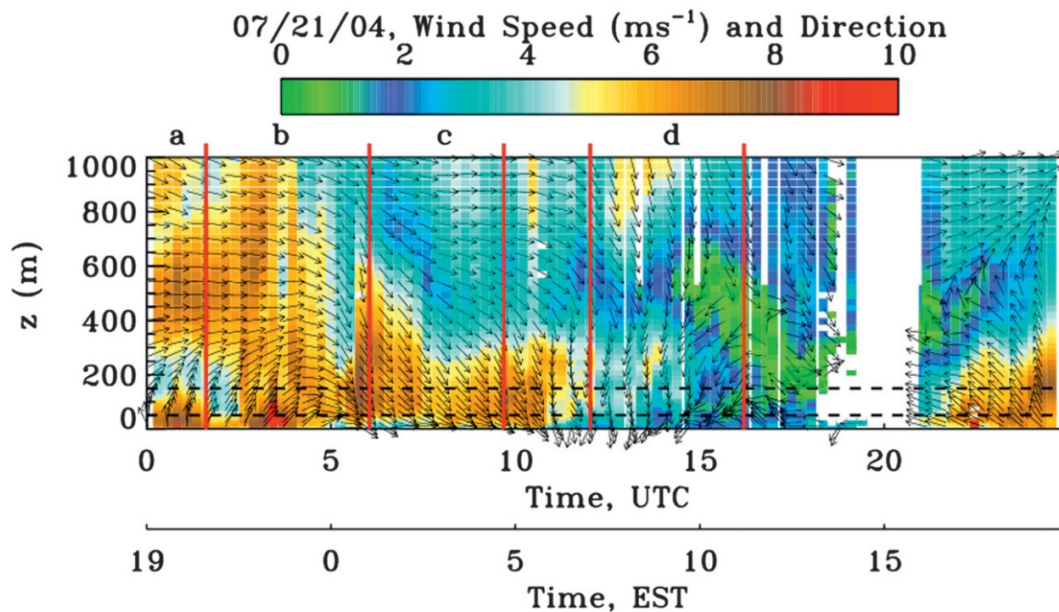 07/21/04, Wind Speed (ms⁻¹) and Direction
0 2 4 6 8 10
a b c d
1000
800
600
400
200
0
z (m)
0 5 10 15 20
Time, UTC
19 0 5 10 15
Time, EST